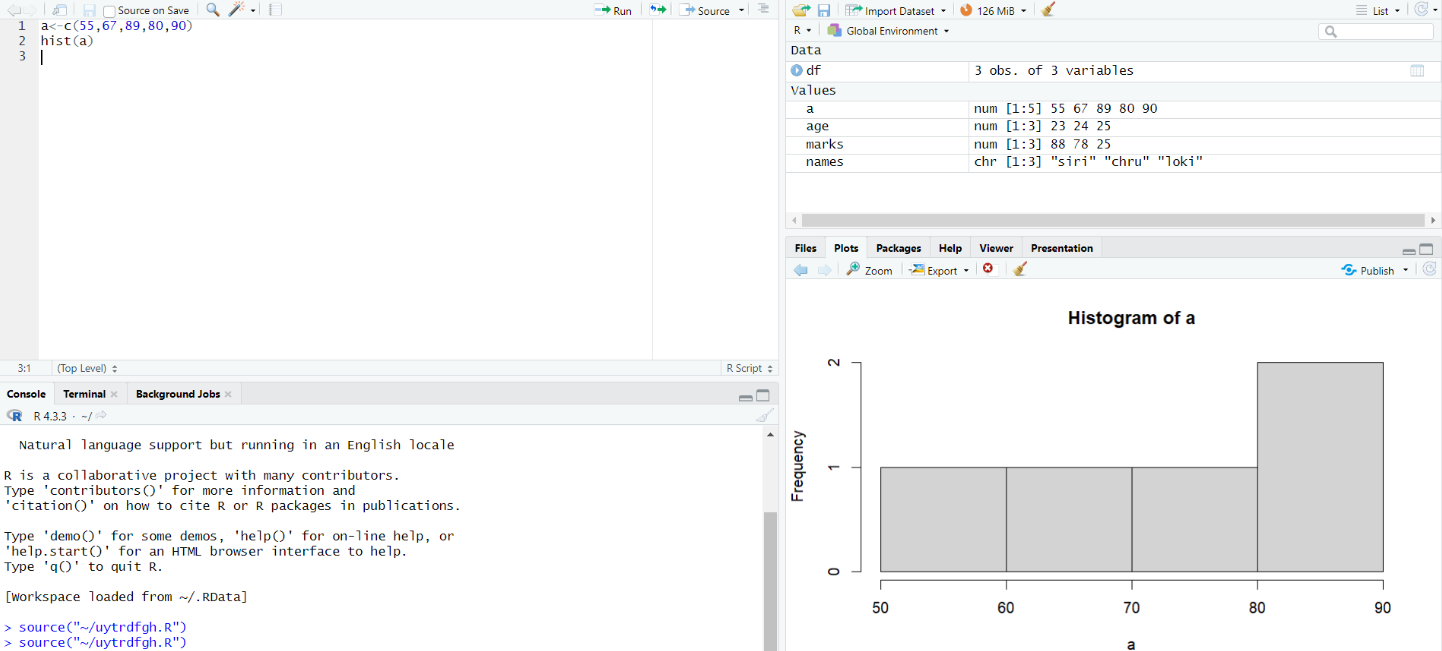 Source on Save
Run
Source
1 a<-c(55,67,89,80,90)
2 hist(a)
3
3:1 (Top Level) R Script
Console Terminal Background Jobs
R 4.3.3 · ~/
Natural language support but running in an English locale
R is a collaborative project with many contributors.
Type 'contributors()' for more information and
'citation()' on how to cite R or R packages in publications.
Type 'demo()' for some demos, 'help()' for on-line help, or
'help.start()' for an HTML browser interface to help.
Type 'q()' to quit R.
[Workspace loaded from ~/.RData]
> source("~/uytrdfgh.R")
> source("~/uytrdfgh.R")
Import Dataset 126 MiB List
R Global Environment
Data
df 3 obs. of 3 variables
Values
a num [1:5] 55 67 89 80 90
age num [1:3] 23 24 25
marks num [1:3] 88 78 25
names chr [1:3] "siri" "chru" "loki"
Files Plots Packages Help Viewer Presentation
Zoom Export Publish
Histogram of a
Frequency
2
1
0
50 60 70 80 90
a